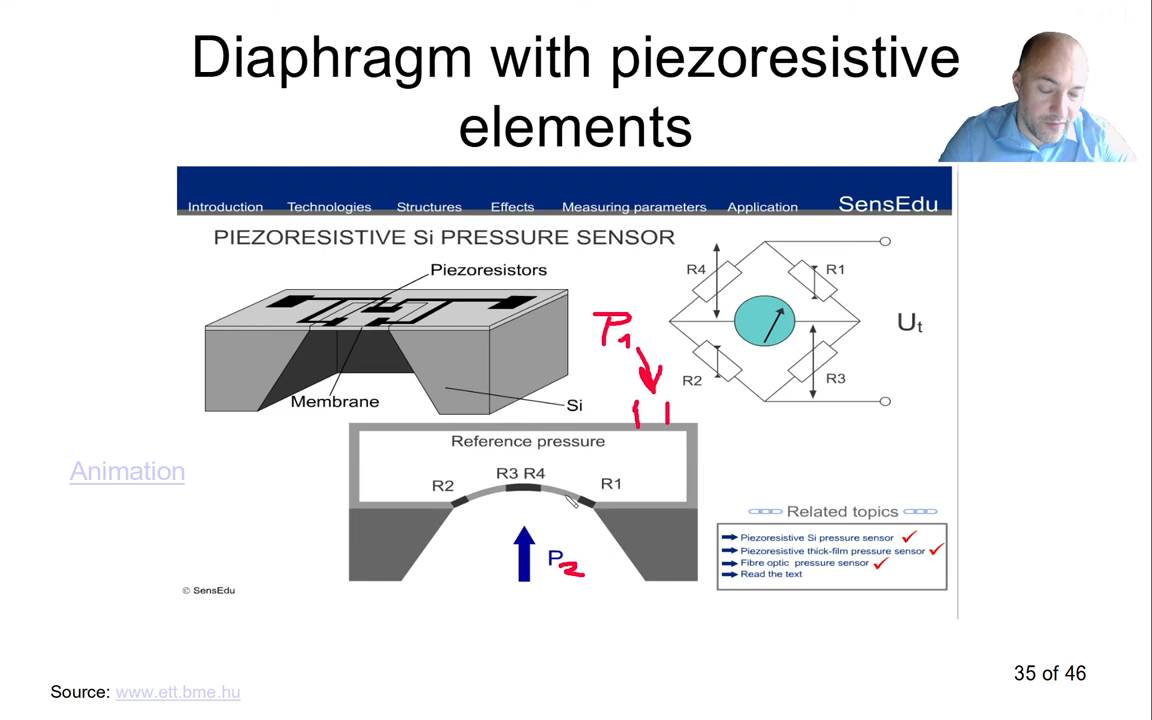 Diaphragm with piezoresistive
elements
Introduction Technologies Structures Effects Measuring parameters Application SensEdu
PIEZORESISTIVE Si PRESSURE SENSOR
Piezoresistors
Membrane
Si
R4
R1
R2
R3
Ut
P1
Reference pressure
R3 R4
R2
R1
P2
Animation
Related topics
Piezoresistive Si pressure sensor
Piezoresistive thick-film pressure sensor
Fibre optic pressure sensor
Read the text
© SensEdu
35 of 46
Source: www.ett.bme.hu